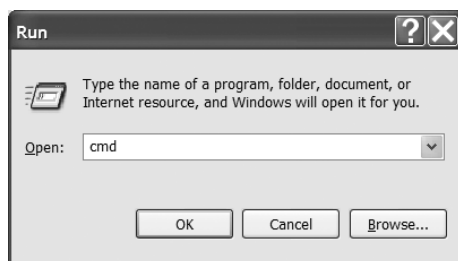 Run
Type the name of a program, folder, document, or
Internet resource, and Windows will open it for you.
Open: cmd
OK Cancel Browse...